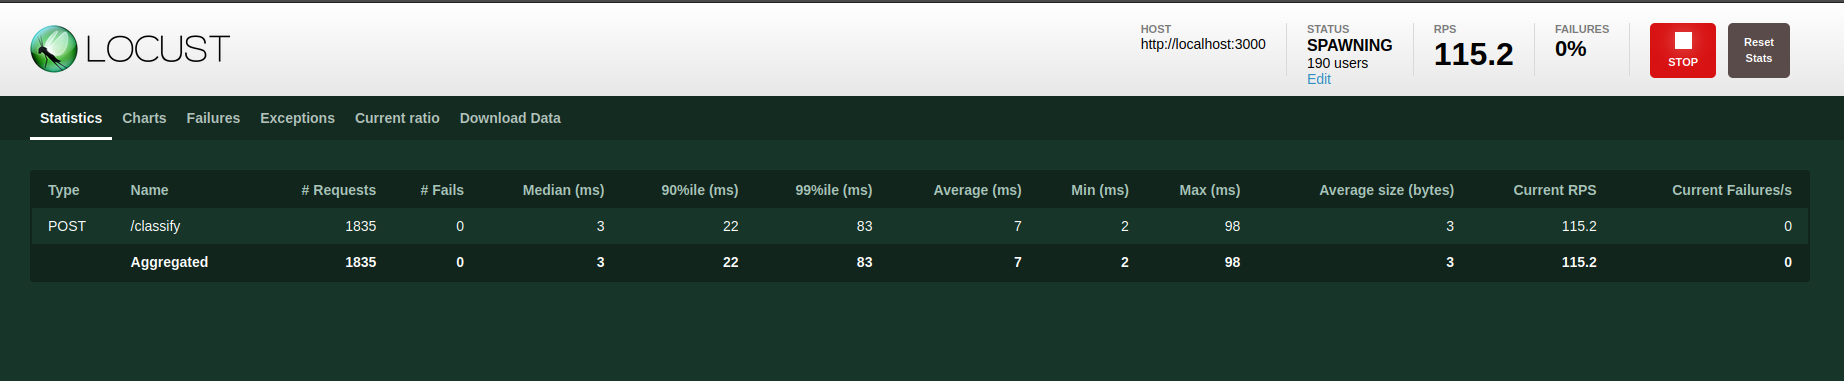 LOCUST
HOST
http://localhost:3000
STATUS
SPAWNING
190 users
Edit
RPS
115.2
FAILURES
0%
STOP
Reset
Stats
Statistics Charts Failures Exceptions Current ratio Download Data
Type Name # Requests # Fails Median (ms) 90%ile (ms) 99%ile (ms) Average (ms) Min (ms) Max (ms) Average size (bytes) Current RPS Current Failures/s
POST /classify 1835 0 3 22 83 7 2 98 3 115.2 0
Aggregated 1835 0 3 22 83 7 2 98 3 115.2 0